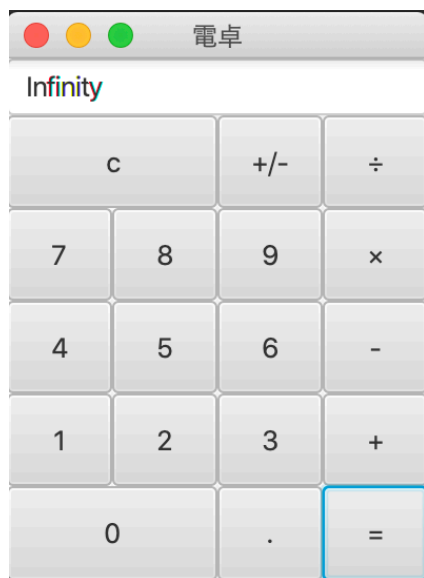 電卓
Infinity
c +/- ÷
7 8 9 ×
4 5 6 -
1 2 3 +
0 . =